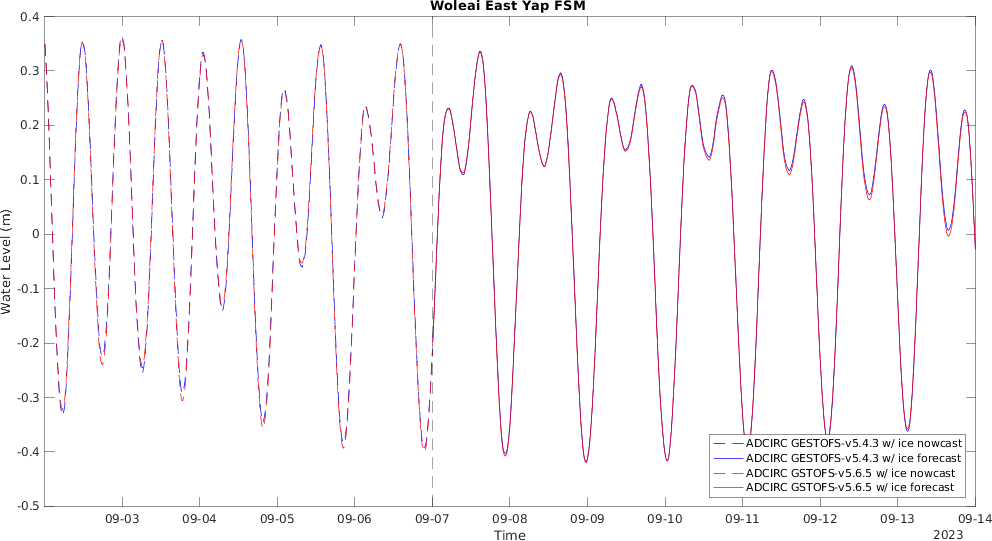 Woleai East Yap FSM
0.4
0.3
0.2
0.1
0
-0.1
-0.2
-0.3
-0.4
-0.5
Water Level (m)
ADCIRC GESTOFS-v5.4.3 w/ ice nowcast
ADCIRC GESTOFS-v5.4.3 w/ ice forecast
ADCIRC GSTOFS-v5.6.5 w/ ice nowcast
ADCIRC GSTOFS-v5.6.5 w/ ice forecast
09-03 09-04 09-05 09-06 09-07 09-08 09-09 09-10 09-11 09-12 09-13 09-14
Time
2023